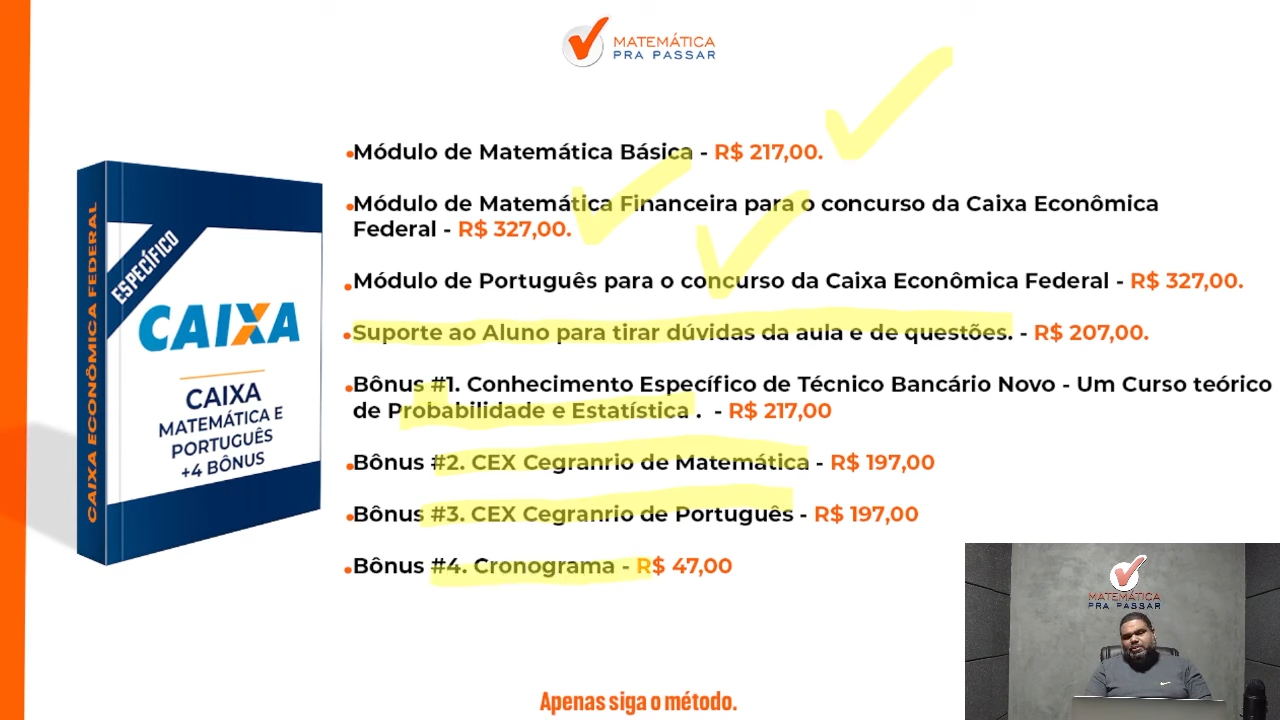 MATEMÁTICA
PRA PASSAR
•Módulo de Matemática Básica - R$ 217,00.
•Módulo de Matemática Financeira para o concurso da Caixa Econômica
Federal - R$ 327,00.
•Módulo de Português para o concurso da Caixa Econômica Federal - R$ 327,00.
•Suporte ao Aluno para tirar dúvidas da aula e de questões. - R$ 207,00.
•Bônus #1. Conhecimento Específico de Técnico Bancário Novo - Um Curso teórico
de Probabilidade e Estatística . - R$ 217,00
•Bônus #2. CEX Cegranrio de Matemática - R$ 197,00
•Bônus #3. CEX Cegranrio de Português - R$ 197,00
•Bônus #4. Cronograma - R$ 47,00
CAIXA ECONÔMICA FEDERAL
ESPECÍFICO
CAIXA
CAIXA
MATEMÁTICA E
PORTUGUÊS
+4 BÔNUS
MATEMÁTICA
PRA PASSAR
Apenas siga o método.